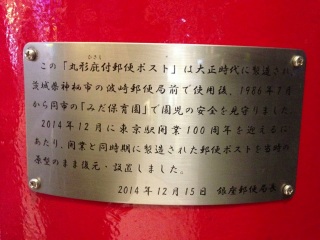 この「丸形庇付郵便ポスト」は大正時代に製造され
ひさし
茨城県神栖市の波崎郵便局前で使用後、1986年7月
から同市の「みだ保育園」で園児の安全を見守りました。
2014年12月に東京駅開業100周年を迎えるに
あたり、開業と同時期に製造された郵便ポストを当時の
原型のまま復元・設置しました。
2014年12月15日 銀座郵便局長